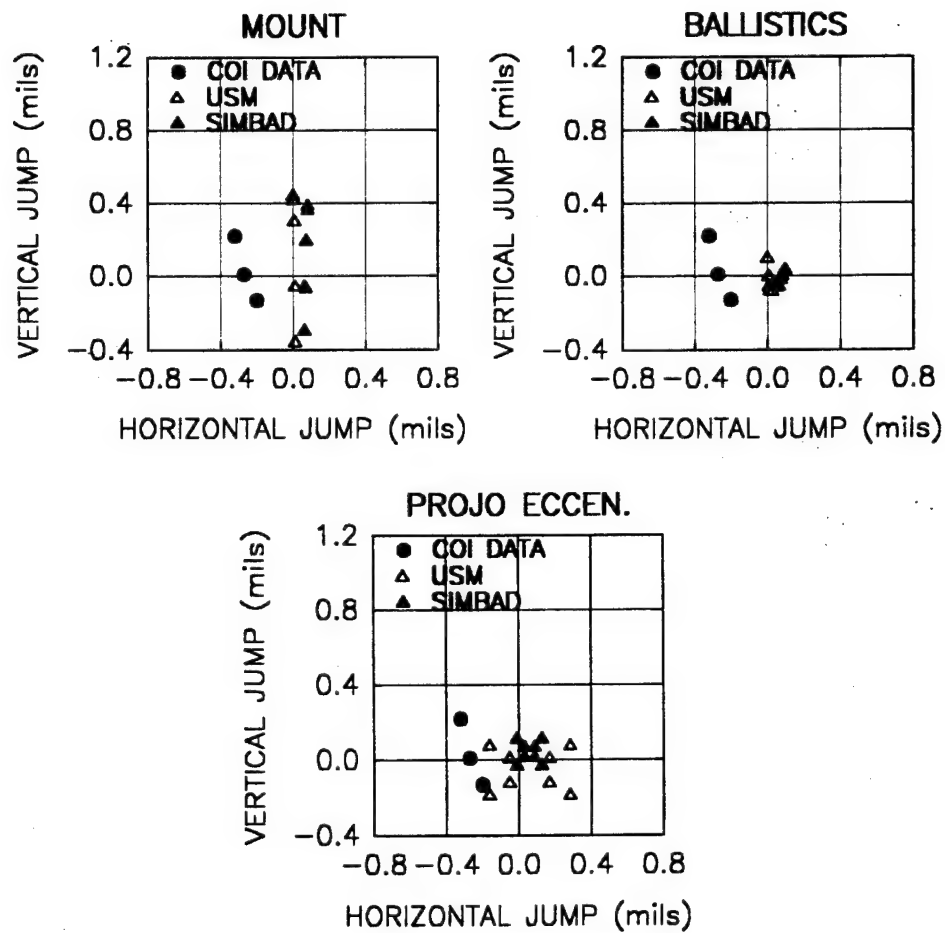 MOUNT
1.2
0.8
0.4
0.0
−0.4
VERTICAL JUMP (mils)
COI DATA
USM
SIMBAD
−0.8 −0.4 0.0 0.4 0.8
HORIZONTAL JUMP (mils)
BALLISTICS
1.2
0.8
0.4
0.0
−0.4
VERTICAL JUMP (mils)
COI DATA
USM
SIMBAD
−0.8 −0.4 0.0 0.4 0.8
HORIZONTAL JUMP (mils)
PROJO ECCEN.
1.2
0.8
0.4
0.0
−0.4
VERTICAL JUMP (mils)
COI DATA
USM
SIMBAD
−0.8 −0.4 0.0 0.4 0.8
HORIZONTAL JUMP (mils)